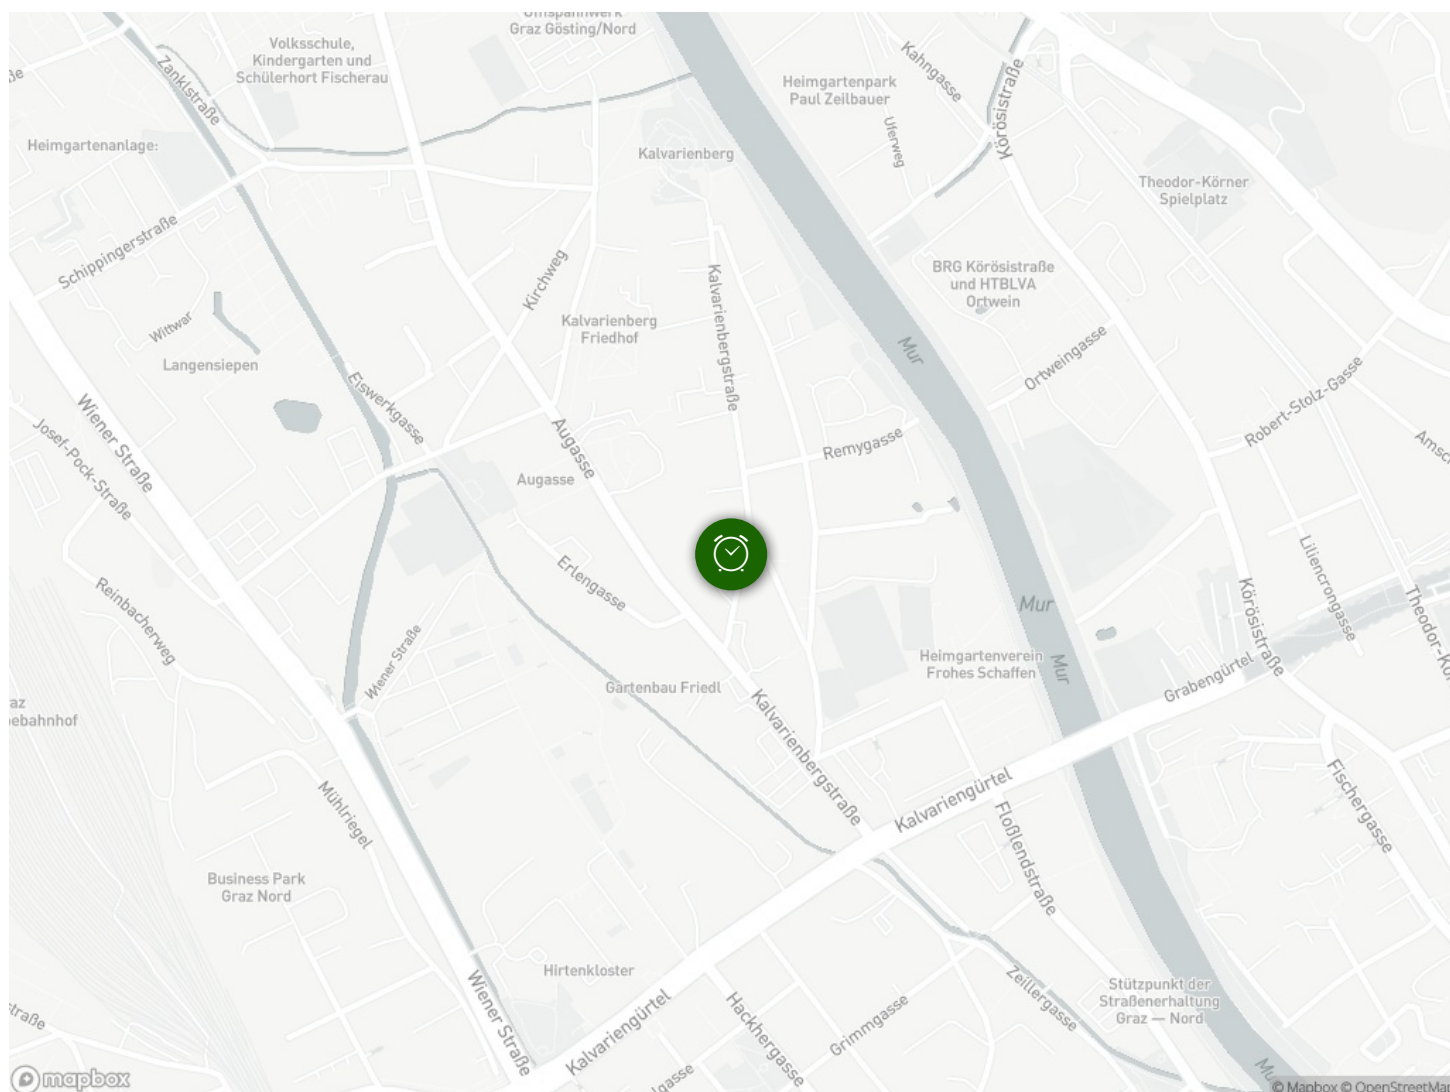 Umspannwerk
Graz Gösting/Nord
Volksschule,
Kindergarten und
Schülerhort Fischerau
Zanklstraße
Kahngasse
Körösistraße
Heimgartenpark
Paul Zeilbauer
Uferweg
Heimgartenanlage:
Kalvarienberg
Theodor-Körner
Spielplatz
Schippingerstraße
Kirchweg
BRG Körösistraße
und HTBLVA
Ortwein
Wittwar
Kalvarienberg
Friedhof
Kalvarienbergstraße
Mur
Langensiepen
Ortweingasse
Eiswerkgasse
Robert-Stolz-Gasse
Wiener Straße
Josef-Pock-Straße
Augasse
Remygasse
Augasse
Erlengasse
Liliencrongasse
Reinbacherweg
Mur
Körösistraße
Wiener Straße
Heimgartenverein
Frohes Schaffen
Mur
Grabengürtel
Gartenbau Friedl
Kalvarienbergstraße
Mühlriegel
Kalvariengürtel
Floßlendstraße
Fischergasse
Business Park
Graz Nord
Hirtenkloster
Wiener Straße
Kalvariengürtel
Hackhergasse
Grimmgasse
Zeillergasse
Stützpunkt der
Straßenerhaltung
Graz — Nord
Mur
mapbox
© Mapbox © OpenStreetMap